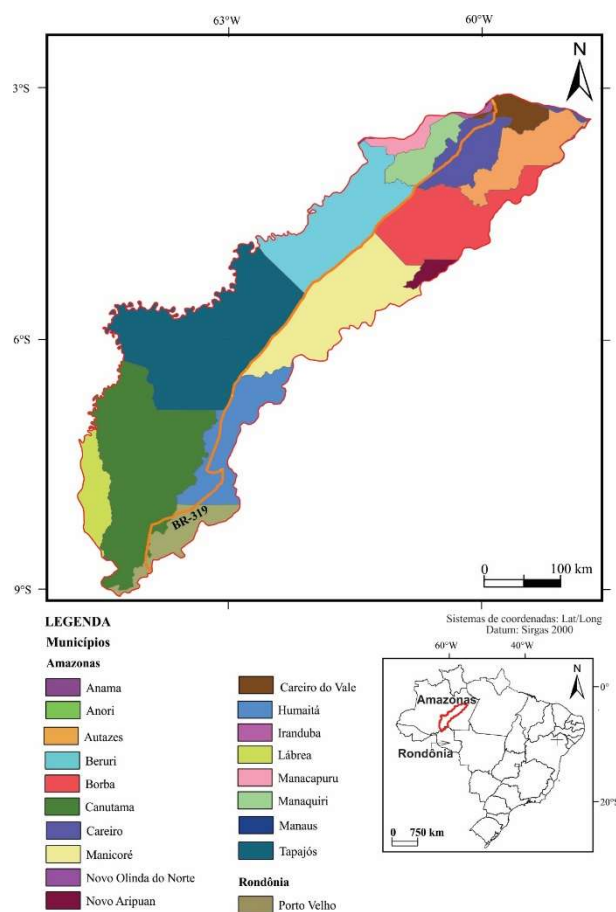 63°W
60°W
N
3°S
6°S
BR-319
0
100 km
9°S
LEGENDA
Municípios
Amazonas
Anama
Anori
Autazes
Beruri
Borba
Canutama
Careiro
Manicoré
Novo Olinda do Norte
Novo Aripuan
Careiro do Vale
Humaitá
Iranduba
Lábrea
Manacapuru
Manaquiri
Manaus
Tapajós
Rondônia
Porto Velho
Sistemas de coordenadas: Lat/Long
Datum: Sirgas 2000
60°W
40°W
N
0°
Amazonas
Rondônia
20°S
0
750 km